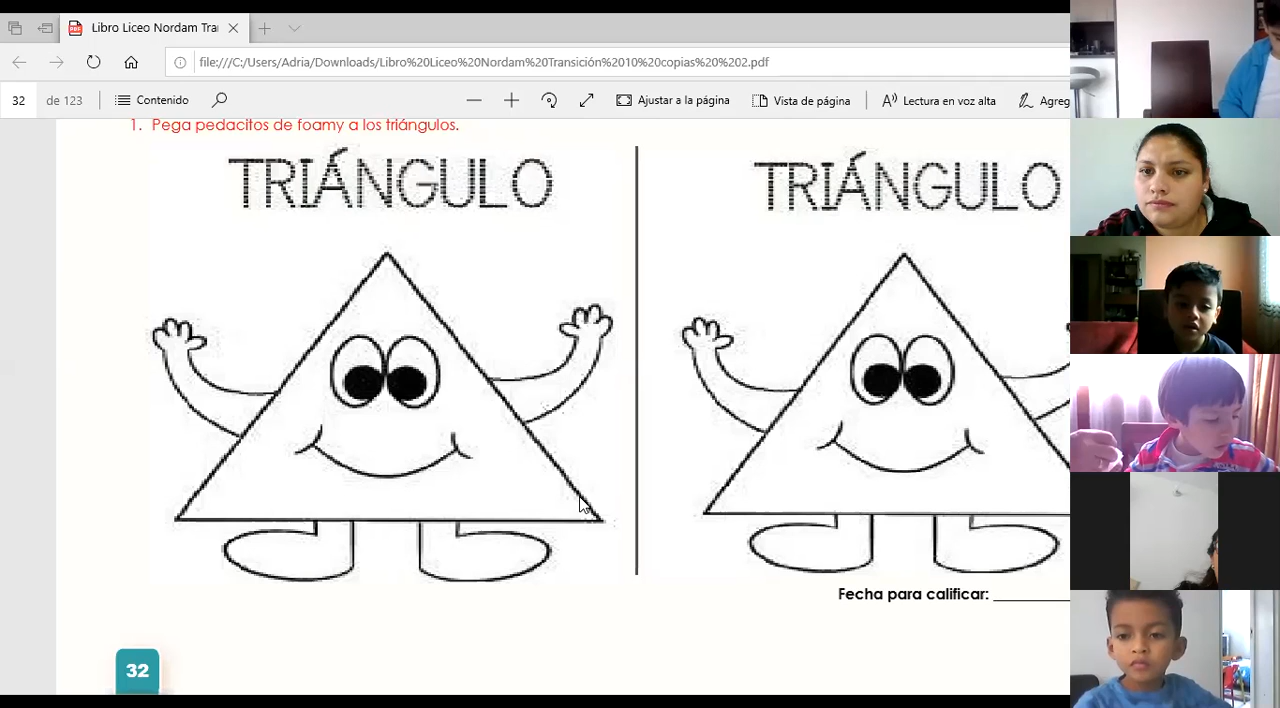 Libro Liceo Nordam Tra
file:///C:/Users/Adria/Downloads/Libro%20Liceo%20Nordam%20Transición%2010%20copias%20%202.pdf
32 de 123 Contenido Ajustar a la página Vista de página Lectura en voz alta Agreg
1. Pega pedacitos de foamy a los triángulos.
TRIÁNGULO TRIÁNGULO
Fecha para calificar: __________
32